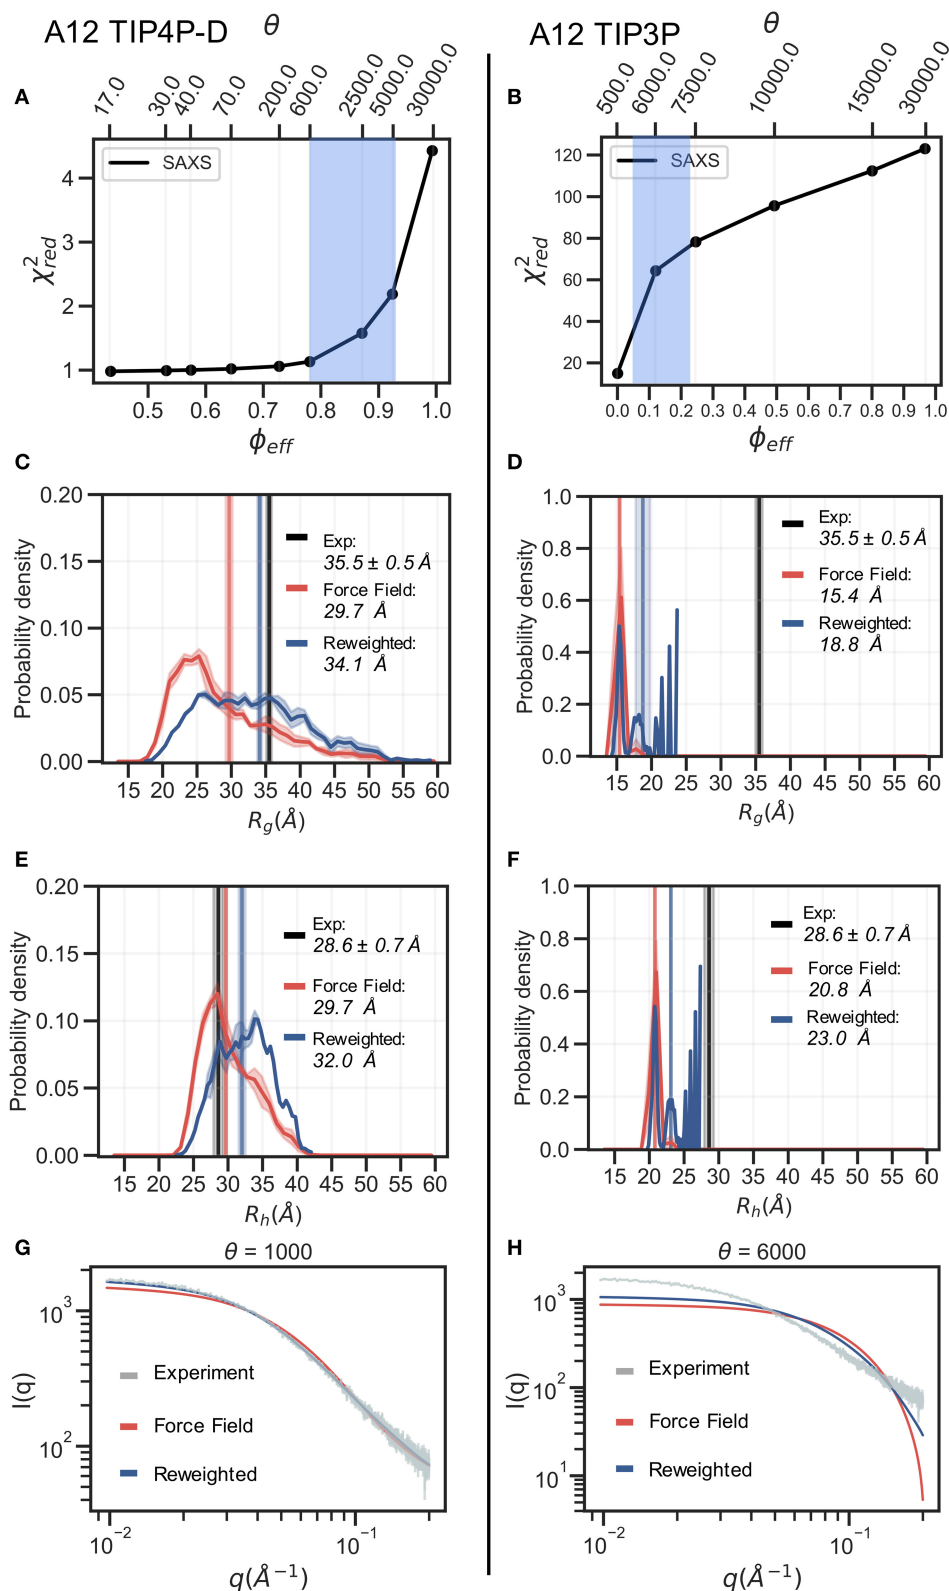 A12 TIP4P-D θ
A12 TIP3P θ
A
17.0 30.0 40.0 70.0 200.0 600.0 2500.0 5000.0 30000.0
SAXS
χ²red
4
3
2
1
0.5 0.6 0.7 0.8 0.9 1.0
ϕeff
B
500.0 6000.0 7500.0 10000.0 15000.0 30000.0
SAXS
χ²red
120
100
80
60
40
20
0.0 0.1 0.2 0.3 0.4 0.5 0.6 0.7 0.8 0.9 1.0
ϕeff
C
Probability density
0.20
0.15
0.10
0.05
0.00
Exp:
35.5 ± 0.5 Å
Force Field:
29.7 Å
Reweighted:
34.1 Å
15 20 25 30 35 40 45 50 55 60
Rg(Å)
D
Probability density
1.0
0.8
0.6
0.4
0.2
0.0
Exp:
35.5 ± 0.5 Å
Force Field:
15.4 Å
Reweighted:
18.8 Å
15 20 25 30 35 40 45 50 55 60
Rg(Å)
E
Probability density
0.20
0.15
0.10
0.05
0.00
Exp:
28.6 ± 0.7 Å
Force Field:
29.7 Å
Reweighted:
32.0 Å
15 20 25 30 35 40 45 50 55 60
Rh(Å)
F
Probability density
1.0
0.8
0.6
0.4
0.2
0.0
Exp:
28.6 ± 0.7 Å
Force Field:
20.8 Å
Reweighted:
23.0 Å
15 20 25 30 35 40 45 50 55 60
Rh(Å)
G
θ = 1000
I(q)
10³
10²
Experiment
Force Field
Reweighted
10⁻² 10⁻¹
q(Å⁻¹)
H
θ = 6000
I(q)
10³
10²
10¹
Experiment
Force Field
Reweighted
10⁻² 10⁻¹
q(Å⁻¹)